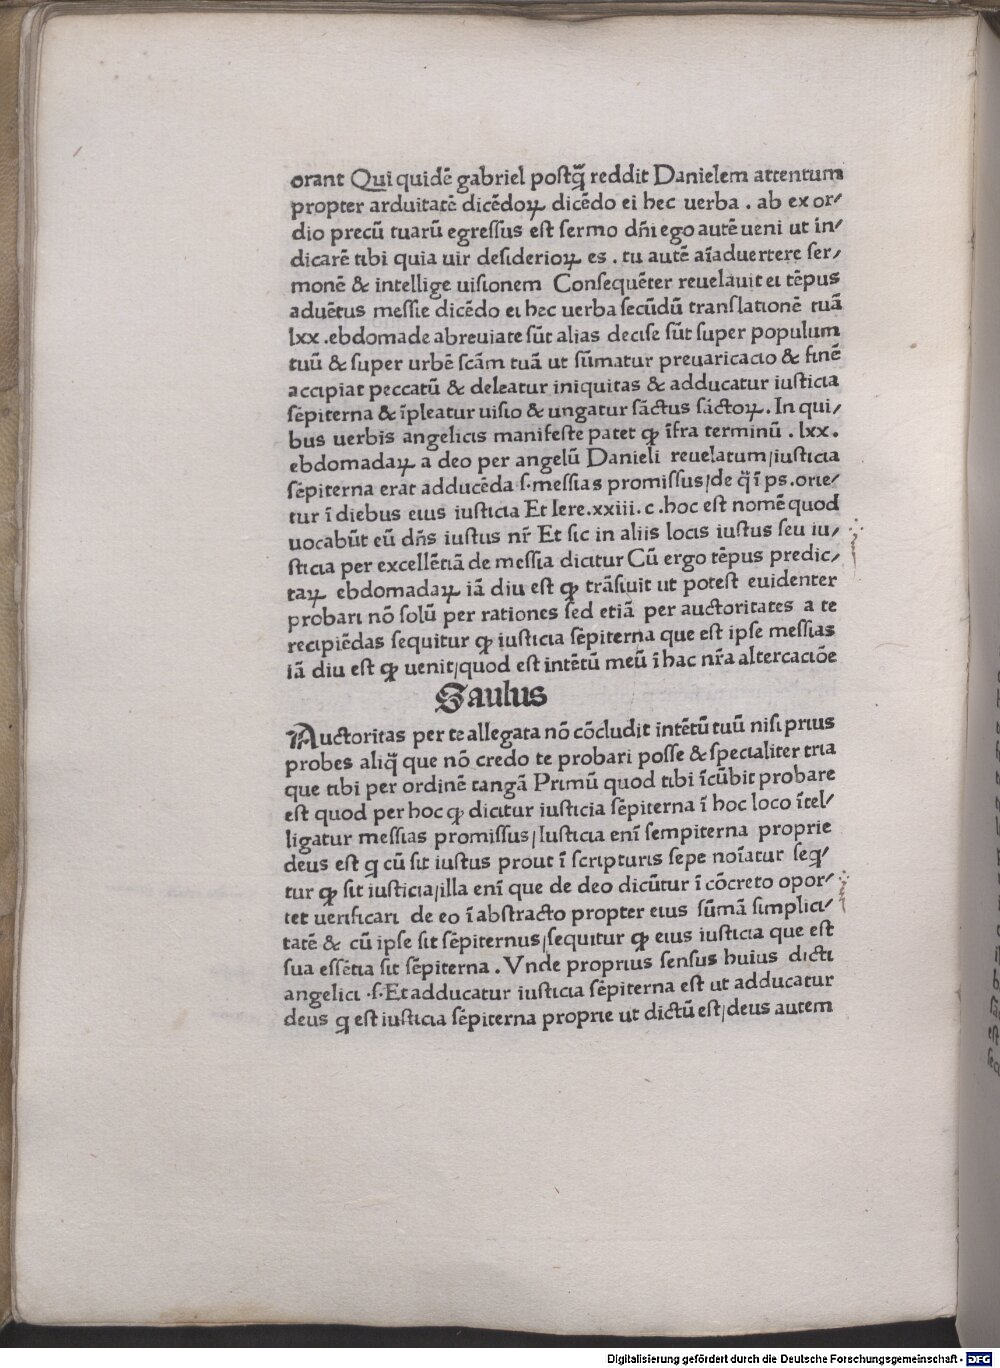 orant Qui quidē gabriel postq̃ reddit Danielem attentum
propter arduitatē dicēdoꝝ dicēdo ei hec uerba . ab ex or⸗
dio precū tuarū egressus est sermo dn̄i ego autē ueni ut in⸗
dicarē tibi quia uir desiderioꝝ es . tu autē aīaduertere ser⸗
monē & intellige uisionem Consequēter reuelauit ei tēpus
aduētus messie dicēdo ei hec uerba secūdū translationē tuā
lxx .ebdomade abreuiate sūt alias decise sūt super populum
tuū & super urbē scām tuā ut sūmatur preuaricacio & finē
accipiat peccatū & deleatur iniquitas & adducatur iusticia
sēpiterna & īpleatur uisio & ungatur sāctus sāctoꝝ. In qui⸗
bus uerbis angelicis manifeste patet ꝙ īfra terminū . lxx.
ebdomadaꝝ a deo per angelū Danieli reuelatum/iusticia
sēpiterna erat adducēda .s. messias promissus/de q̄ ī ps. orie⸗
tur ī diebus eius iusticia Et Iere.xxiii. c .hoc est nomē quod
uocabūt eū dn̄s iustus nr̄ Et sic in aliis locis iustus seu iu⸗
sticia per excellētiā de messia dicitur Cū ergo tēpus predic⸗
taꝝ ebdomadaꝝ iā diu est ꝙ trāsiuit ut potest euidenter
probari nō solū per rationes sed etiā per auctoritates a te
recipiēdas sequitur ꝙ iusticia sēpiterna que est ipse messias
iā diu est ꝙ uenit/quod est intētū meū ī hac nr̄a altercaciōe
Saulus
Auctoritas per te allegata nō cōcludit intētū tuū nisi prius
probes aliq̄ que nō credo te probari posse & specialiter tria
que tibi per ordinē tangā Primū quod tibi īcūbit probare
est quod per hoc ꝙ dicitur iusticia sēpiterna ī hoc loco ītel⸗
ligatur messias promissus/Iusticia enī sempiterna proprie
deus est q cū sit iustus prout ī scripturis sepe noīatur seq̄⸗
tur ꝙ sit iusticia/illa enī que de deo dicūtur ī cōcreto opor⸗
tet uerificari de eo ī abstracto propter eius sūmā simplici⸗
tatē & cū ipse sit sēpiternus/sequitur ꝙ eius iusticia que est
sua essētia sit sēpiterna . Vnde proprius sensus huius dicti
angelici .s. Et adducatur iusticia sēpiterna est ut adducatur
deus q est iusticia sēpiterna proprie ut dictū est/deus autem
Digitalisierung gefördert durch die Deutsche Forschungsgemeinschaft - DFG